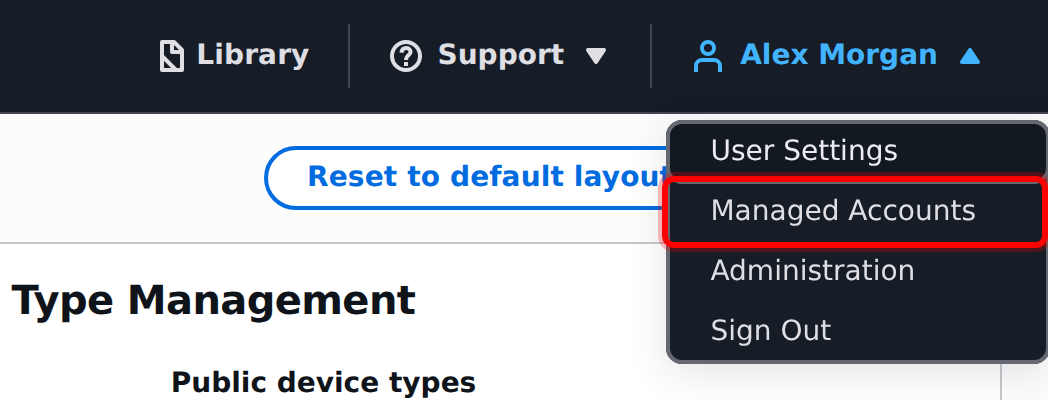 Library
Support
Alex Morgan
Reset to default layout
User Settings
Managed Accounts
Administration
Sign Out
Type Management
Public device types